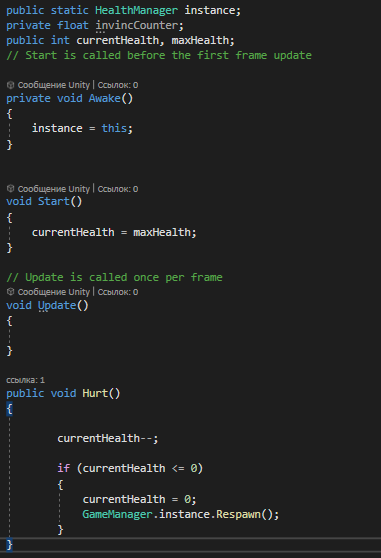 public static HealthManager instance;
private float invincCounter;
public int currentHealth, maxHealth;
// Start is called before the first frame update
Сообщение Unity | Ссылок: 0
private void Awake()
{
    instance = this;
}
Сообщение Unity | Ссылок: 0
void Start()
{
    currentHealth = maxHealth;
}
// Update is called once per frame
Сообщение Unity | Ссылок: 0
void Update()
{
}
ссылка: 1
public void Hurt()
{
        currentHealth--;
        if (currentHealth <= 0)
        {
            currentHealth = 0;
            GameManager.instance.Respawn();
        }
}